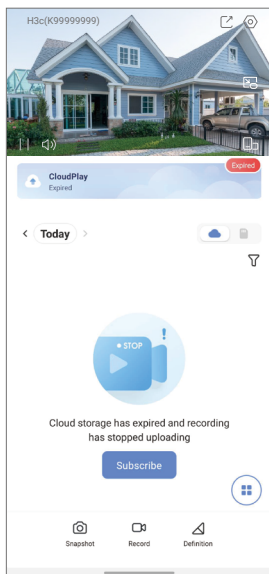 H3c(K99999999)
CloudPlay
Expired
Expired
Today
STOP
Cloud storage has expired and recording
has stopped uploading
Subscribe
Snapshot
Record
Definition